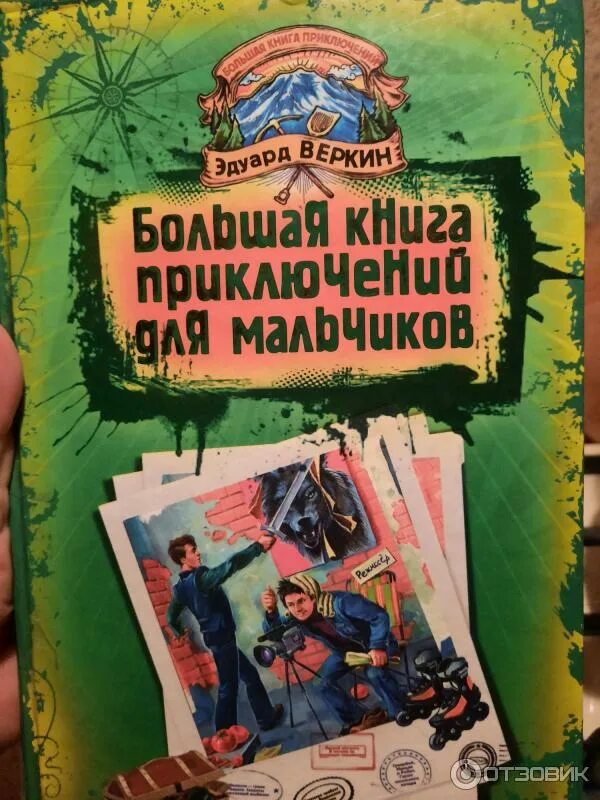 БОЛЬШАЯ КНИГА ПРИКЛЮЧЕНИЙ
Эдуард ВЕРКИН
БОЛЬШАЯ КНИГА
ПРИКЛЮЧЕНИЙ
ДЛЯ МАЛЬЧИКОВ
РЕЖИССЁР
ОТЗОВИК